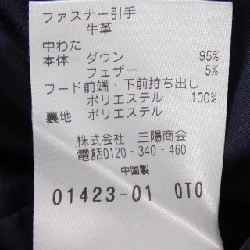 ファスナー引手
牛革
中わた
本体 ダウン 95%
フェザー 5%
フード前端・下前持ち出し
ポリエステル 100%
裏地 ポリエステル
株式会社 三陽商会
電話0120-340-460
中国製
01423-01 0T0